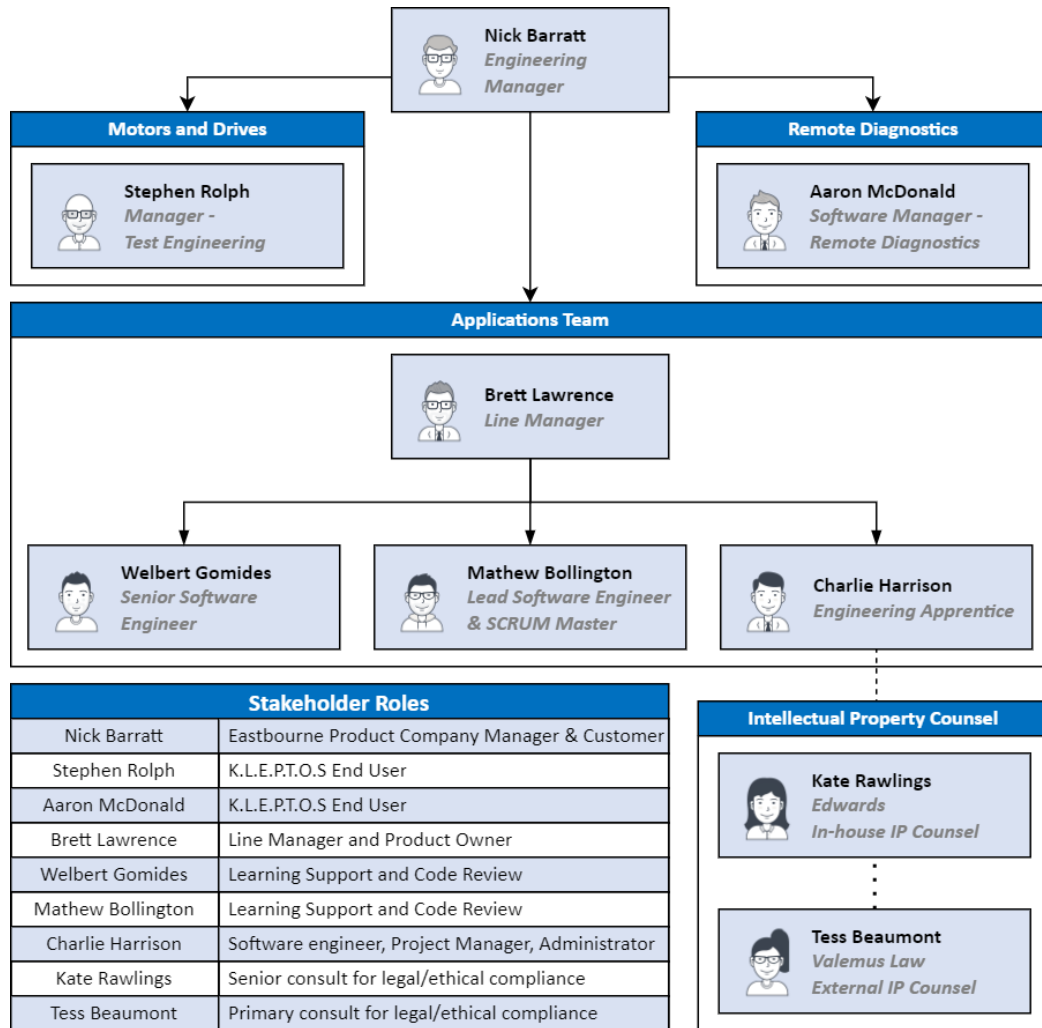 Nick Barratt
Engineering
Manager
Motors and Drives
Stephen Rolph
Manager -
Test Engineering
Remote Diagnostics
Aaron McDonald
Software Manager -
Remote Diagnostics
Applications Team
Brett Lawrence
Line Manager
Welbert Gomides
Senior Software
Engineer
Mathew Bollington
Lead Software Engineer
& SCRUM Master
Charlie Harrison
Engineering Apprentice
Stakeholder Roles
Nick Barratt Eastbourne Product Company Manager & Customer
Stephen Rolph K.L.E.P.T.O.S End User
Aaron McDonald K.L.E.P.T.O.S End User
Brett Lawrence Line Manager and Product Owner
Welbert Gomides Learning Support and Code Review
Mathew Bollington Learning Support and Code Review
Charlie Harrison Software engineer, Project Manager, Administrator
Kate Rawlings Senior consult for legal/ethical compliance
Tess Beaumont Primary consult for legal/ethical compliance
Intellectual Property Counsel
Kate Rawlings
Edwards
In-house IP Counsel
Tess Beaumont
Valemus Law
External IP Counsel